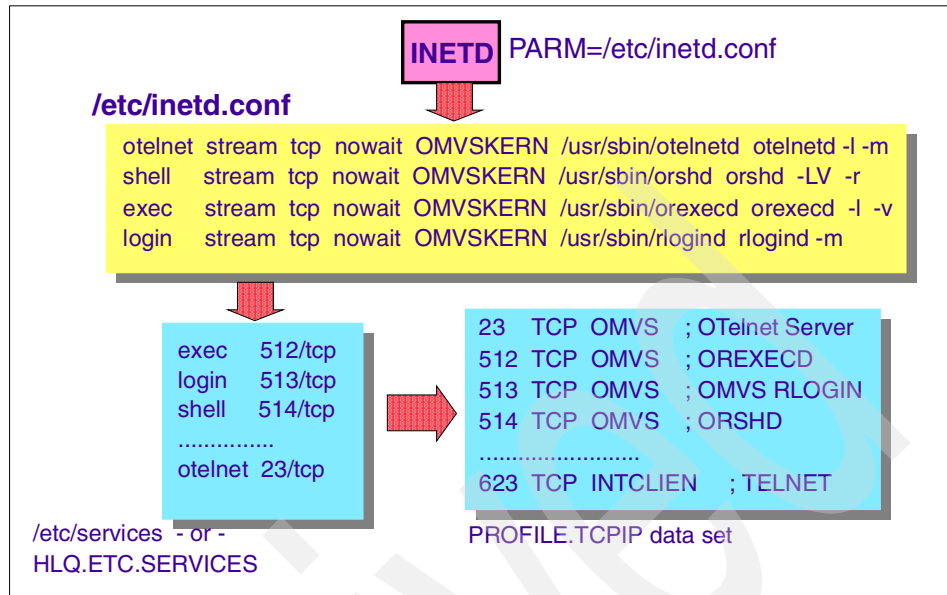 INETD PARM=/etc/inetd.conf
/etc/inetd.conf
otelnet stream tcp nowait OMVSKERN /usr/sbin/otelnetd otelnetd -l -m
shell stream tcp nowait OMVSKERN /usr/sbin/orshd orshd -LV -r
exec stream tcp nowait OMVSKERN /usr/sbin/orexecd orexecd -l -v
login stream tcp nowait OMVSKERN /usr/sbin/rlogind rlogind -m
exec 512/tcp
login 513/tcp
shell 514/tcp
...............
otelnet 23/tcp
/etc/services - or -
HLQ.ETC.SERVICES
23 TCP OMVS ; OTelnet Server
512 TCP OMVS ; OREXECD
513 TCP OMVS ; OMVS RLOGIN
514 TCP OMVS ; ORSHD
.........................
623 TCP INTCLIEN ; TELNET
PROFILE.TCPIP data set